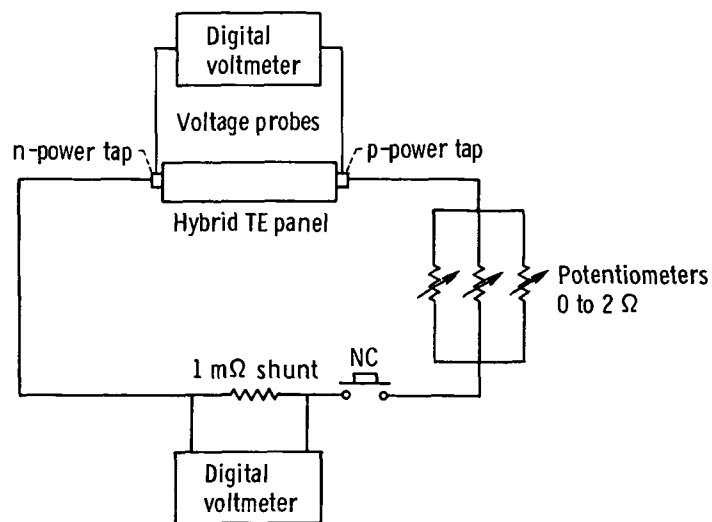 Digital
voltmeter
Voltage probes
n-power tap
p-power tap
Hybrid TE panel
Potentiometers
0 to 2 Ω
1 mΩ shunt
NC
Digital
voltmeter